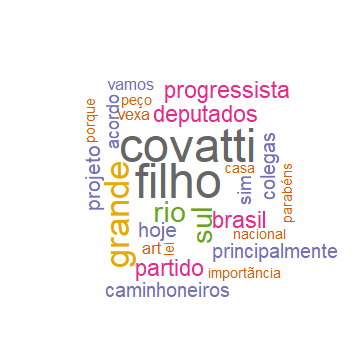 vamos
progressista
peço
porque
acordo
vexa
deputados
covatti
projeto
grande
filho
casa
sim
colegas
parabéns
rio
sul
brasil
hoje
nacional
art
lei
principalmente
partido
importãncia
caminhoneiros